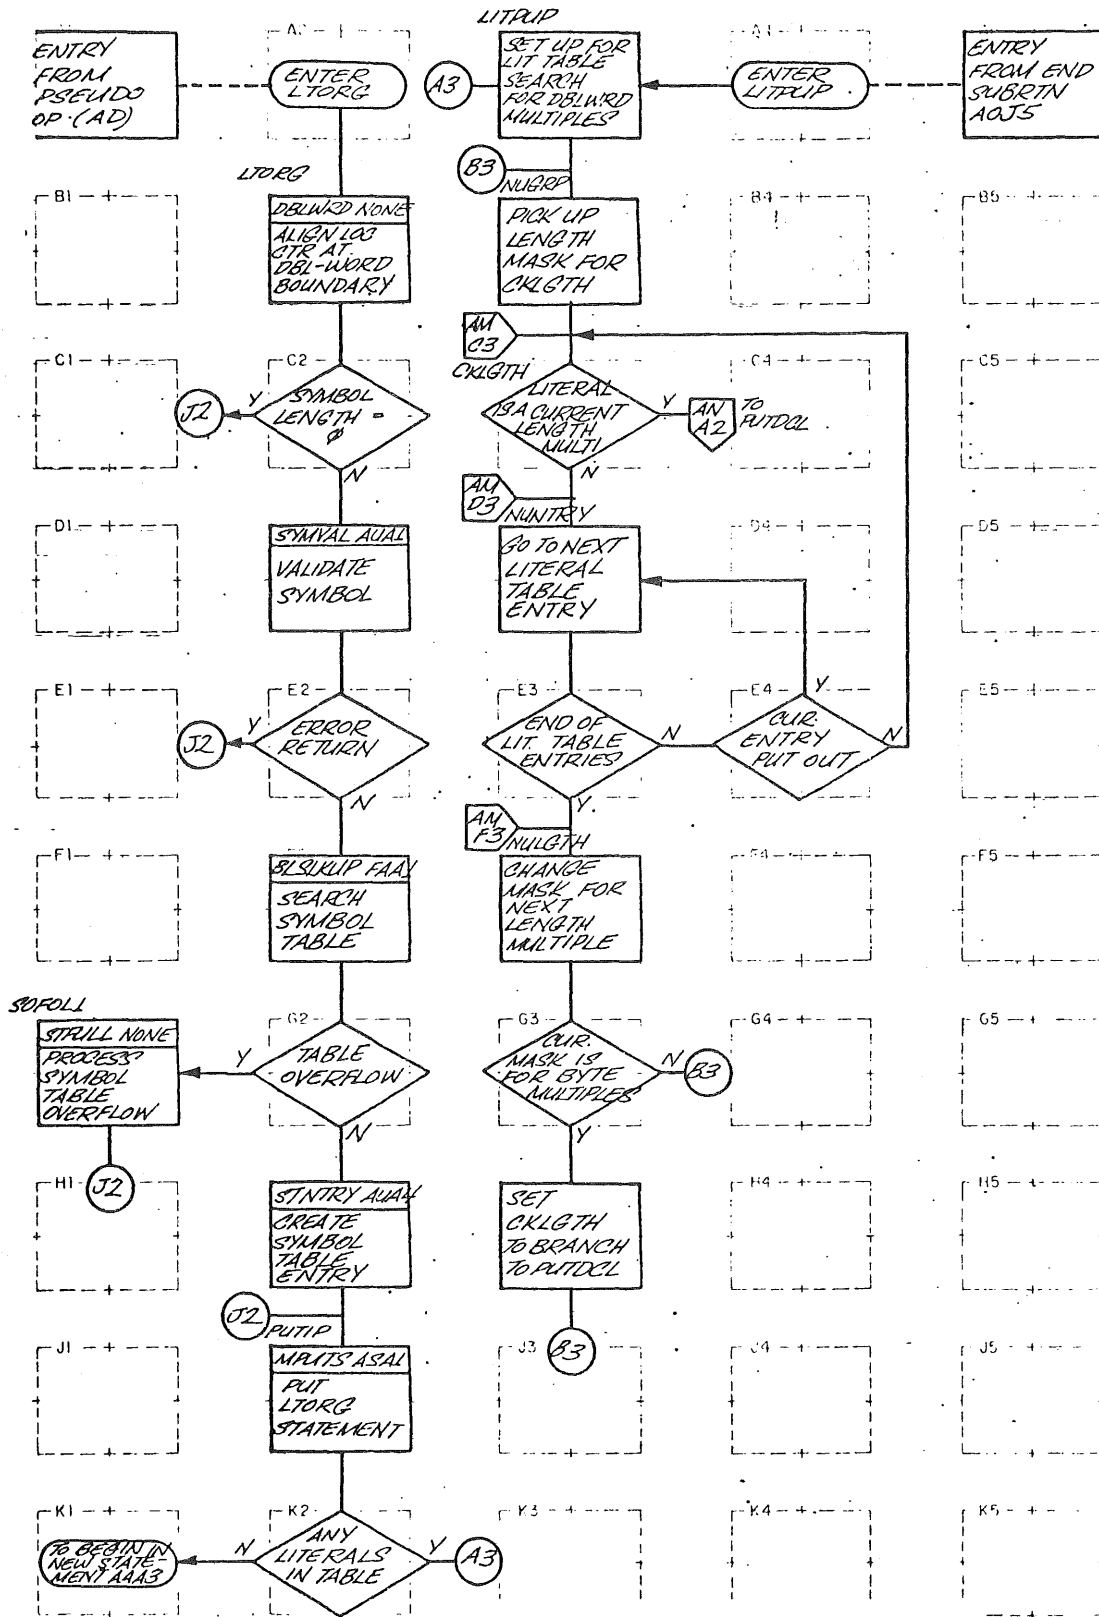 LITPUP
A2
A4
ENTRY
FROM
PSEUDO
OP. (AD)
ENTER
LTORG
A3
SET UP FOR
LIT TABLE
SEARCH
FOR DBLWRD
MULTIPLES
ENTER
LITPUP
ENTRY
FROM END
SUBRTN
AOJ5
LTORG
B3
NUGRP
B1
DBLWRD NONE
ALIGN LOC
CTR AT
DBL-WORD
BOUNDARY
PICK UP
LENGTH
MASK FOR
CKLGTH
B4
B5
AM
C3
CKLGTH
C1
C2
J2
Y
SYMBOL
LENGTH =
Ø
N
LITERAL
IS A CURRENT
LENGTH
MULTI
Y
AN
A2
TO
PUTDCL
N
C4
C5
AM
D3
NUNTRY
D1
SYMVAL AUA1
VALIDATE
SYMBOL
GO TO NEXT
LITERAL
TABLE
ENTRY
D4
D5
E1
E2
J2
Y
ERROR
RETURN
N
E3
END OF
LIT. TABLE
ENTRIES
N
Y
E4
Y
CUR.
ENTRY
PUT OUT
N
E5
AM
F3
NULGTH
F1
BLSLKUP FAA1
SEARCH
SYMBOL
TABLE
CHANGE
MASK FOR
NEXT
LENGTH
MULTIPLE
F4
F5
SOFOL1
STFULL NONE
PROCESS
SYMBOL
TABLE
OVERFLOW
G2
Y
TABLE
OVERFLOW
N
G3
CUR.
MASK IS
FOR BYTE
MULTIPLES
N
B3
Y
G4
G5
H1
J2
STNTRY AUA4
CREATE
SYMBOL
TABLE
ENTRY
SET
CKLGTH
TO BRANCH
TO PUTDCL
H4
H5
J2
PUTIP
J1
MPUTS ASA1
PUT
LTORG
STATEMENT
J3
B3
J4
J5
K1
TO BEGIN IN
NEW STATE-
MENT AAA3
K2
N
ANY
LITERALS
IN TABLE
Y
A3
K3
K4
K5